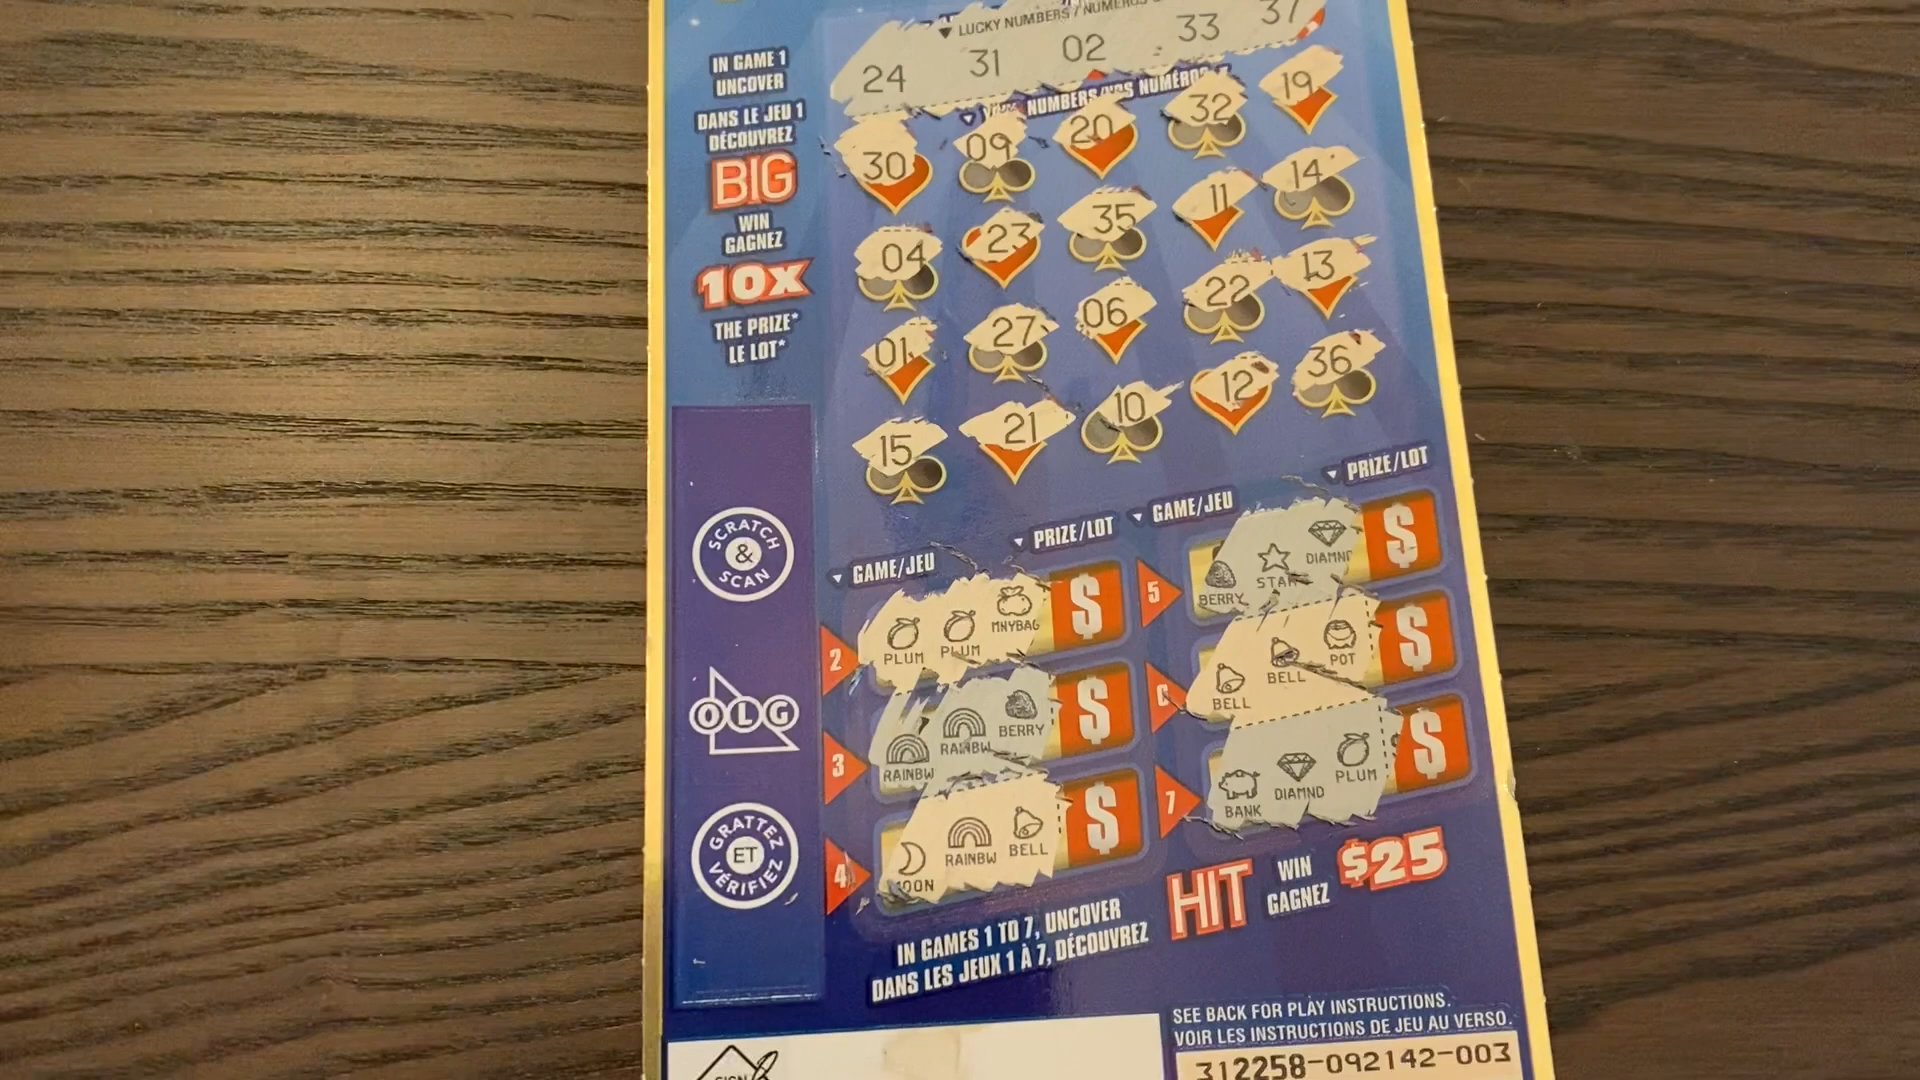 LUCKY NUMBERS / NUMÉROS
24 31 02 33 37
IN GAME 1
UNCOVER
DANS LE JEU 1
DÉCOUVREZ
BIG
WIN
GAGNEZ
10X
THE PRIZE*
LE LOT*
NUMBERS/VOS NUMÉROS
30 09 20 32 19
04 23 35 11 14
01 27 06 22 13
15 21 10 12 36
SCRATCH
&
SCAN
OLG
GRATTEZ
ET
VÉRIFIEZ
GAME/JEU PRIZE/LOT
2 PLUM PLUM MNYBAG $
3 RAINBW RAINBW BERRY $
4 MOON RAINBW BELL $
GAME/JEU PRIZE/LOT
5 BERRY STAR DIAMND $
6 BELL BELL POT $
7 BANK DIAMND PLUM $
IN GAMES 1 TO 7, UNCOVER
DANS LES JEUX 1 À 7, DÉCOUVREZ
HIT
WIN
GAGNEZ
$25
SEE BACK FOR PLAY INSTRUCTIONS.
VOIR LES INSTRUCTIONS DE JEU AU VERSO.
312258-092142-003
SIGN